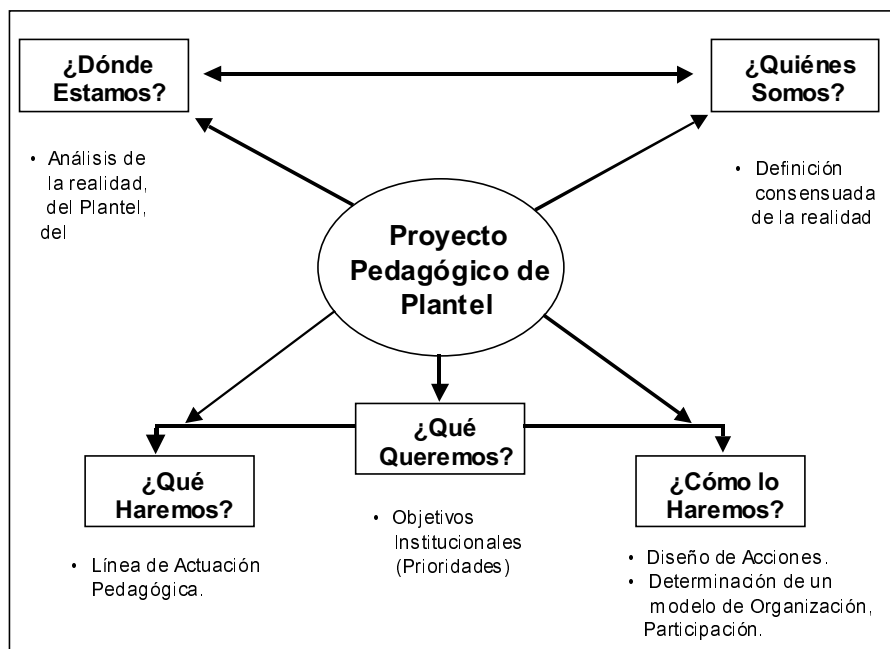 ¿Dónde
Estamos?
¿Quiénes
Somos?
• Análisis de
la realidad,
del Plantel,
del
• Definición
consensuada
de la realidad
Proyecto
Pedagógico de
Plantel
¿Qué
Queremos?
¿Qué
Haremos?
¿Cómo lo
Haremos?
• Objetivos
Institucionales
(Prioridades)
• Línea de Actuación
Pedagógica.
• Diseño de Acciones.
• Determinación de un
modelo de Organización,
Participación.